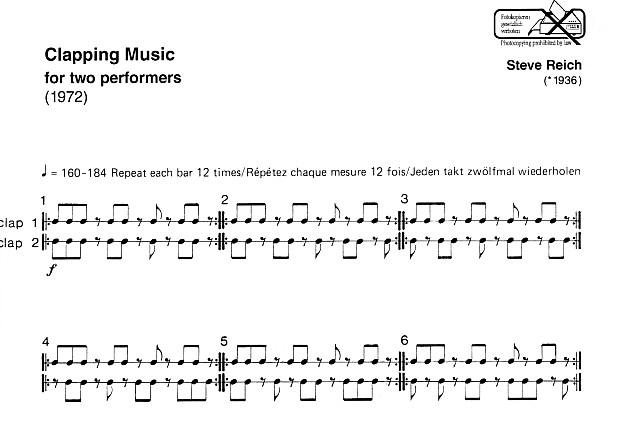 Fotokopieren
gesetzlich
verboten
Photocopying prohibited by law
Clapping Music
for two performers
(1972)
Steve Reich
(*1936)
♩ = 160-184 Repeat each bar 12 times/Répétez chaque mesure 12 fois/Jeden takt zwölfmal wiederholen
1 2 3
clap 1
clap 2
f
4 5 6